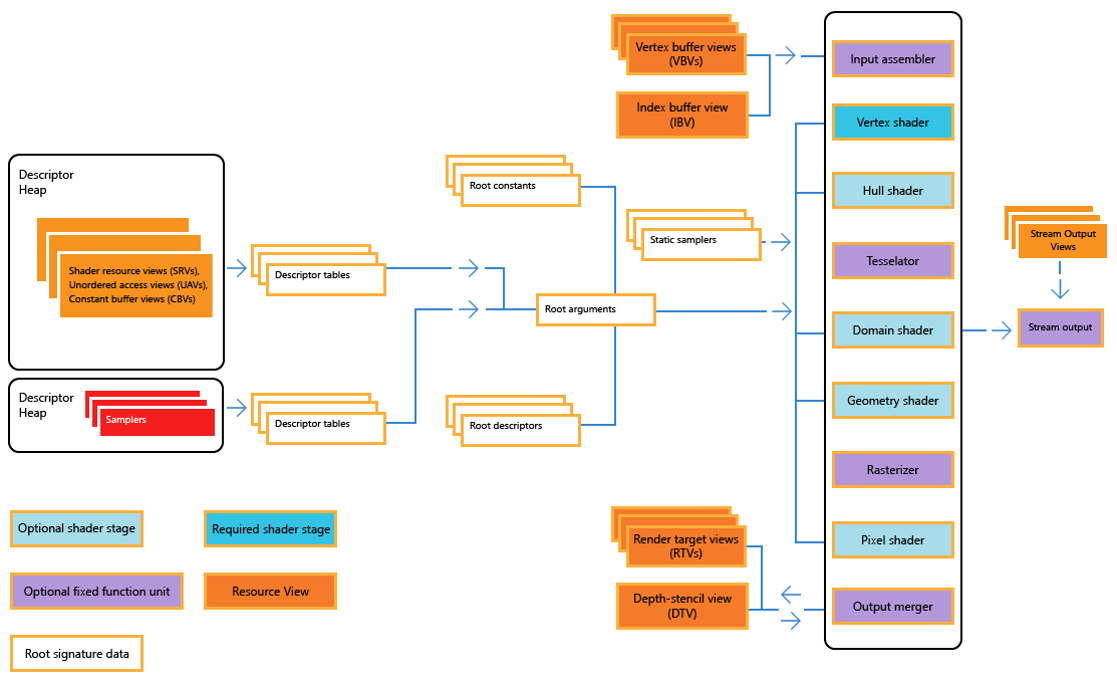 Vertex buffer views
(VBVs)
Index buffer view
(IBV)
Input assembler
Vertex shader
Hull shader
Tesselator
Domain shader
Geometry shader
Rasterizer
Pixel shader
Output merger
Descriptor
Heap
Shader resource views (SRVs),
Unordered access views (UAVs),
Constant buffer views (CBVs)
Descriptor tables
Root constants
Static samplers
Root arguments
Stream Output
Views
Stream output
Descriptor
Heap
Samplers
Descriptor tables
Root descriptors
Render target views
(RTVs)
Depth-stencil view
(DTV)
Optional shader stage
Required shader stage
Optional fixed function unit
Resource View
Root signature data